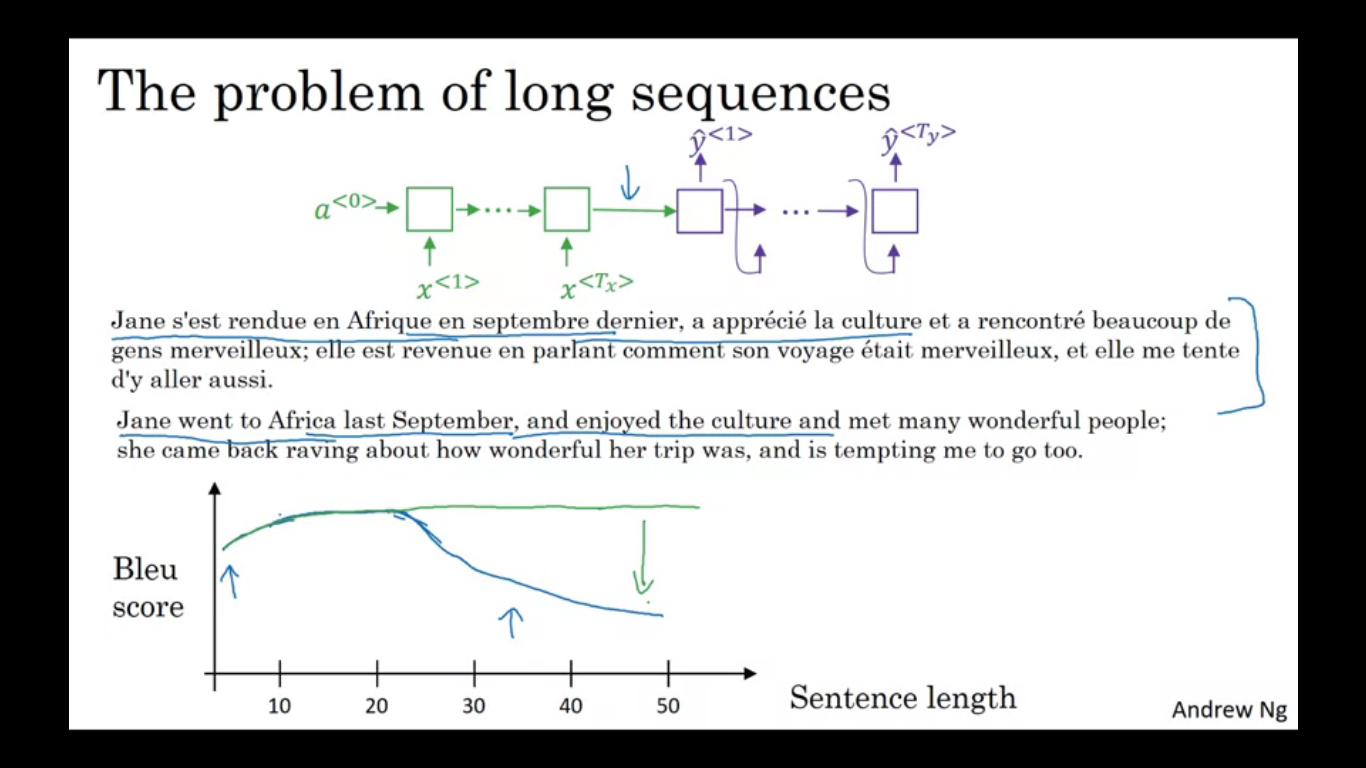 The problem of long sequences
ŷ<1> ŷ<Ty>
a<0>
x<1> x<Tx>
Jane s'est rendue en Afrique en septembre dernier, a apprécié la culture et a rencontré beaucoup de
gens merveilleux; elle est revenue en parlant comment son voyage était merveilleux, et elle me tente
d'y aller aussi.
Jane went to Africa last September, and enjoyed the culture and met many wonderful people;
she came back raving about how wonderful her trip was, and is tempting me to go too.
Bleu
score
10 20 30 40 50
Sentence length
Andrew Ng